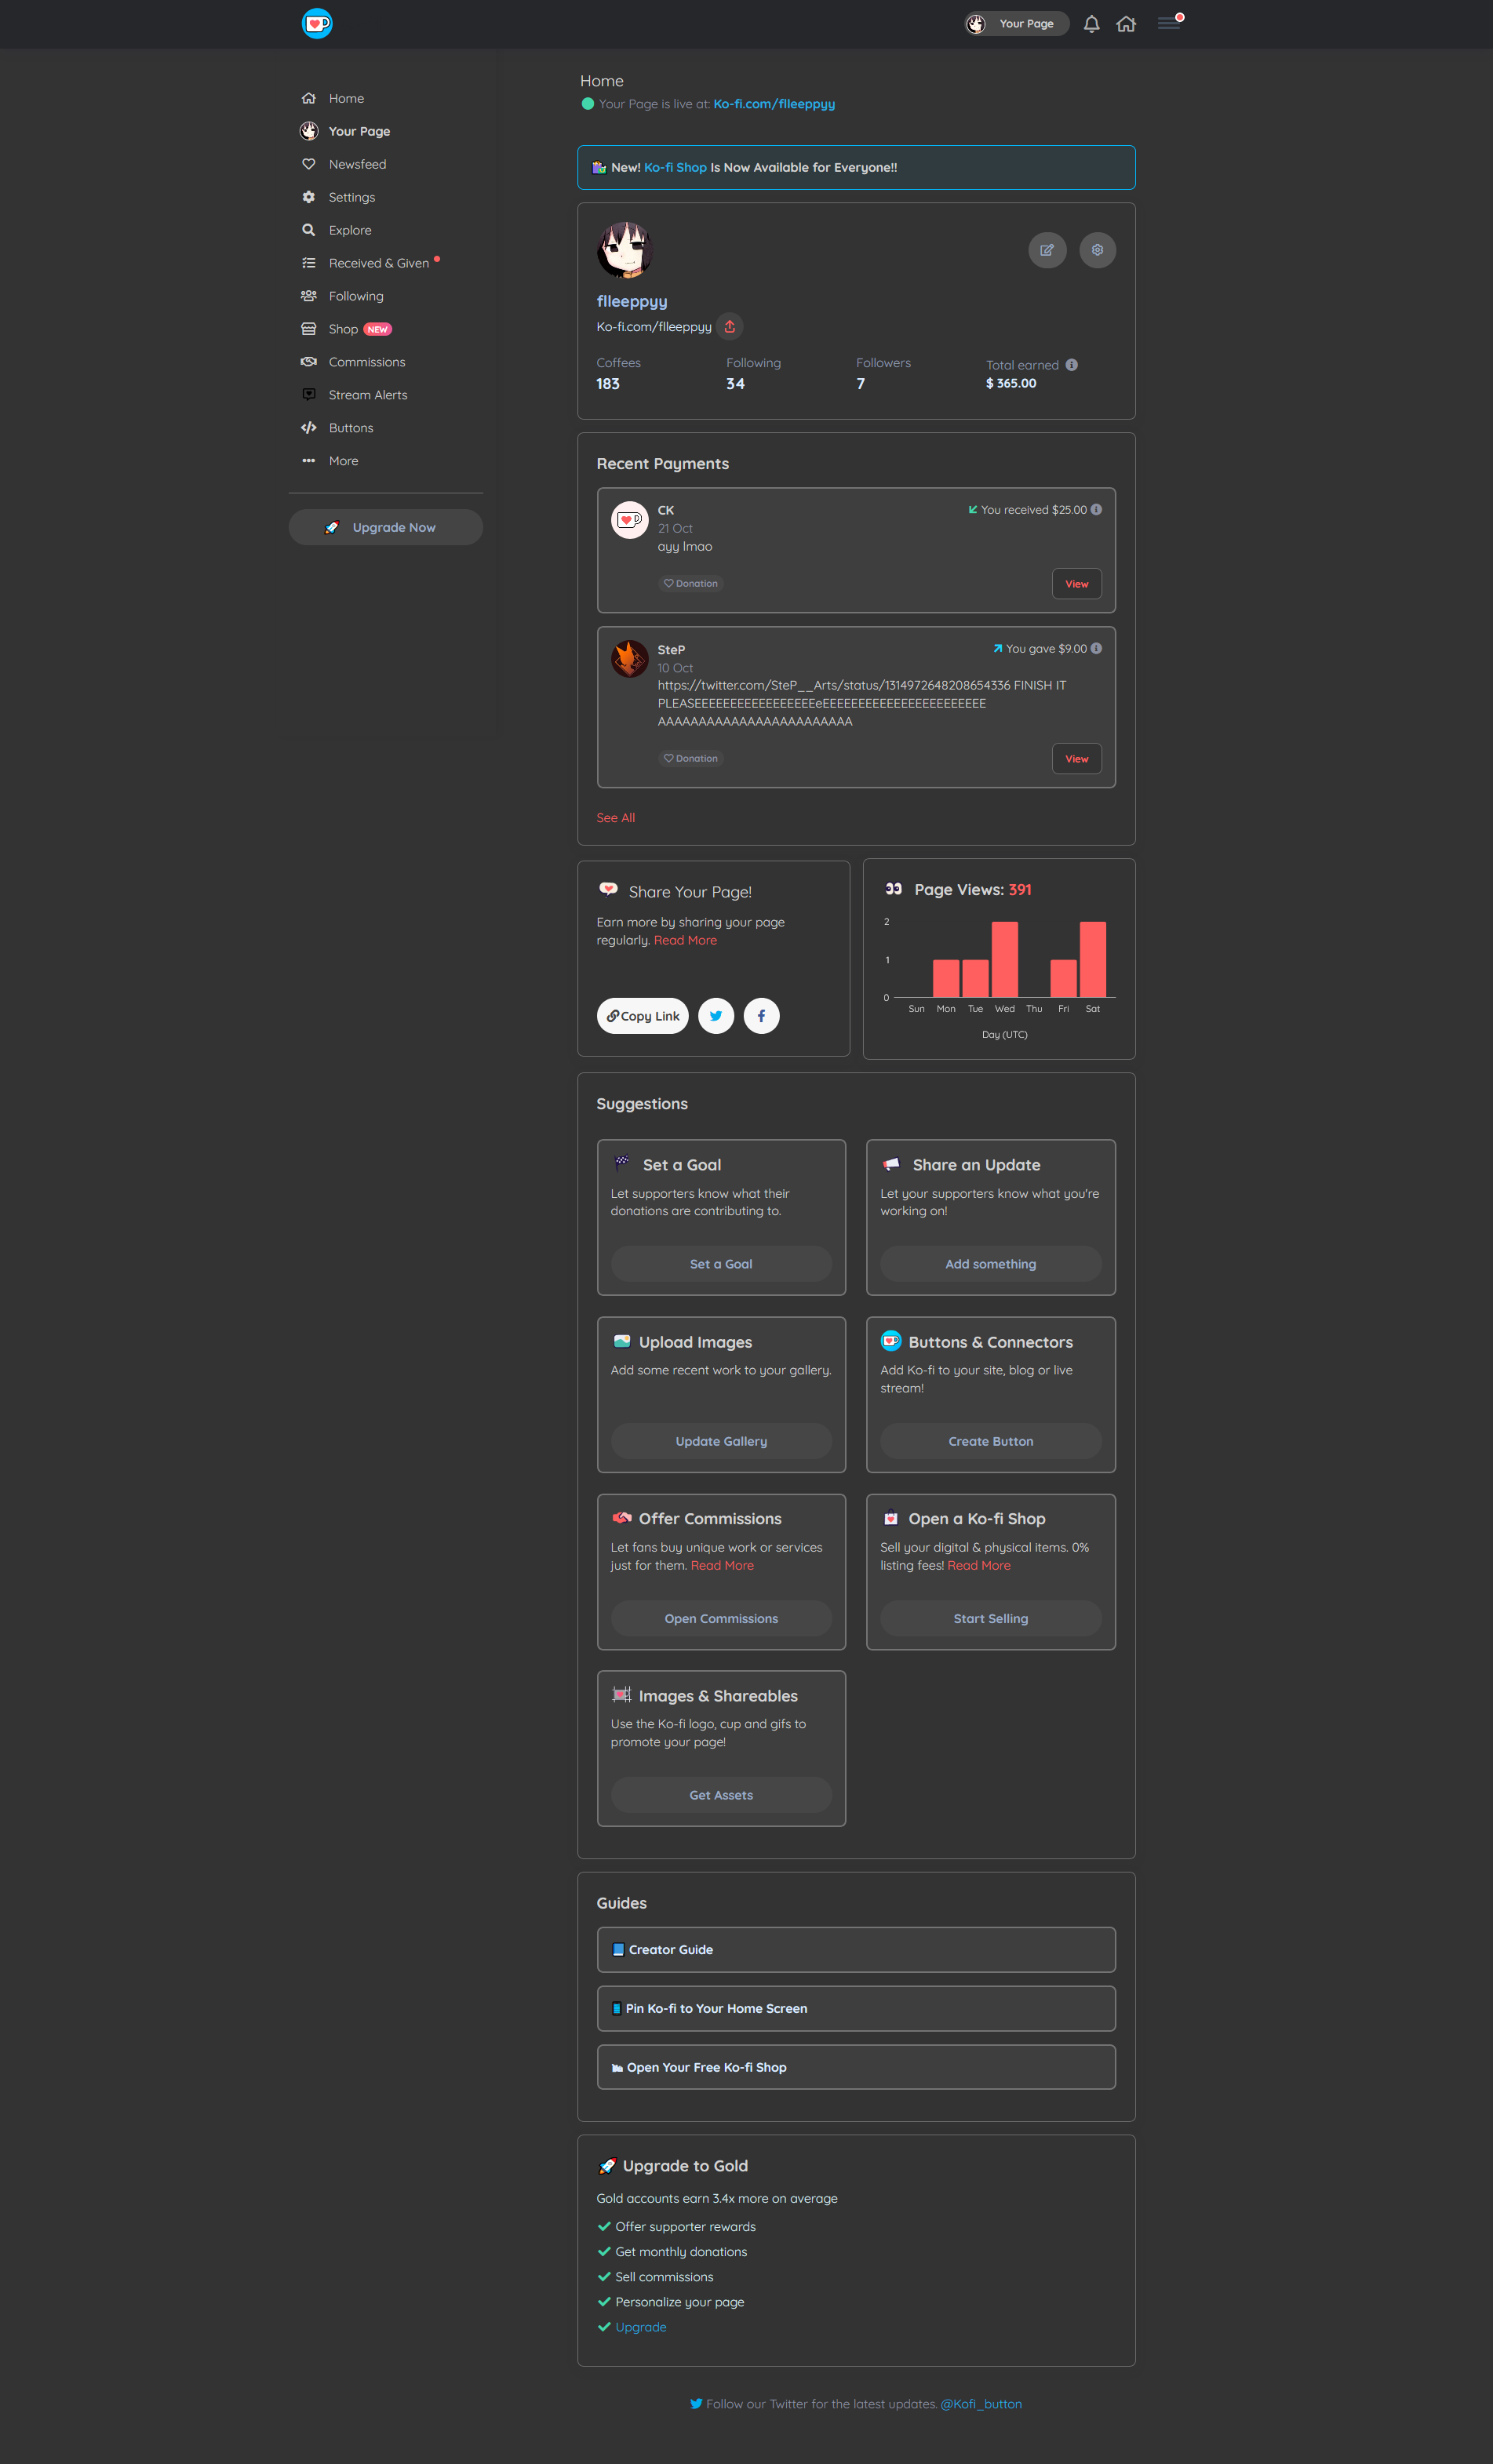 Your Page
Home
Your Page
Newsfeed
Settings
Explore
Received & Given
Following
Shop NEW
Commissions
Stream Alerts
Buttons
More
Upgrade Now
Home
Your Page is live at: Ko-fi.com/flleeppyy
New! Ko-fi Shop Is Now Available for Everyone!!
flleeppyy
Ko-fi.com/flleeppyy
Coffees Following Followers Total earned
183 34 7 $ 365.00
Recent Payments
CK You received $25.00
21 Oct
ayy lmao
Donation View
SteP You gave $9.00
10 Oct
https://twitter.com/SteP__Arts/status/1314972648208654336 FINISH IT
PLEASEEEEEEEEEEEEEEEEEeEEEEEEEEEEEEEEEEEEEEEEE
AAAAAAAAAAAAAAAAAAAAAAAA
Donation View
See All
Share Your Page!
Earn more by sharing your page
regularly. Read More
Copy Link
Page Views: 391
2
1
0
Sun Mon Tue Wed Thu Fri Sat
Day (UTC)
Suggestions
Set a Goal
Let supporters know what their
donations are contributing to.
Set a Goal
Share an Update
Let your supporters know what you're
working on!
Add something
Upload Images
Add some recent work to your gallery.
Update Gallery
Buttons & Connectors
Add Ko-fi to your site, blog or live
stream!
Create Button
Offer Commissions
Let fans buy unique work or services
just for them. Read More
Open Commissions
Open a Ko-fi Shop
Sell your digital & physical items. 0%
listing fees! Read More
Start Selling
Images & Shareables
Use the Ko-fi logo, cup and gifs to
promote your page!
Get Assets
Guides
Creator Guide
Pin Ko-fi to Your Home Screen
Open Your Free Ko-fi Shop
Upgrade to Gold
Gold accounts earn 3.4x more on average
Offer supporter rewards
Get monthly donations
Sell commissions
Personalize your page
Upgrade
Follow our Twitter for the latest updates. @Kofi_button